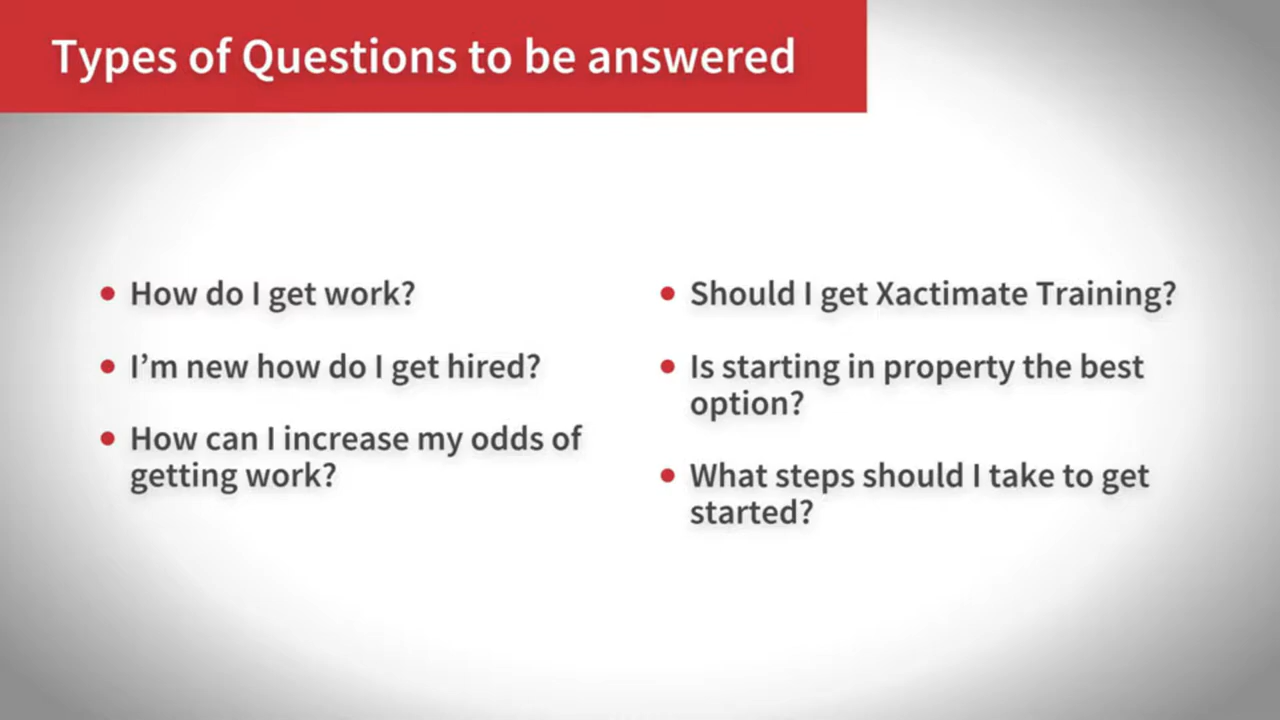 Types of Questions to be answered
How do I get work?
I’m new how do I get hired?
How can I increase my odds of
getting work?
Should I get Xactimate Training?
Is starting in property the best
option?
What steps should I take to get
started?